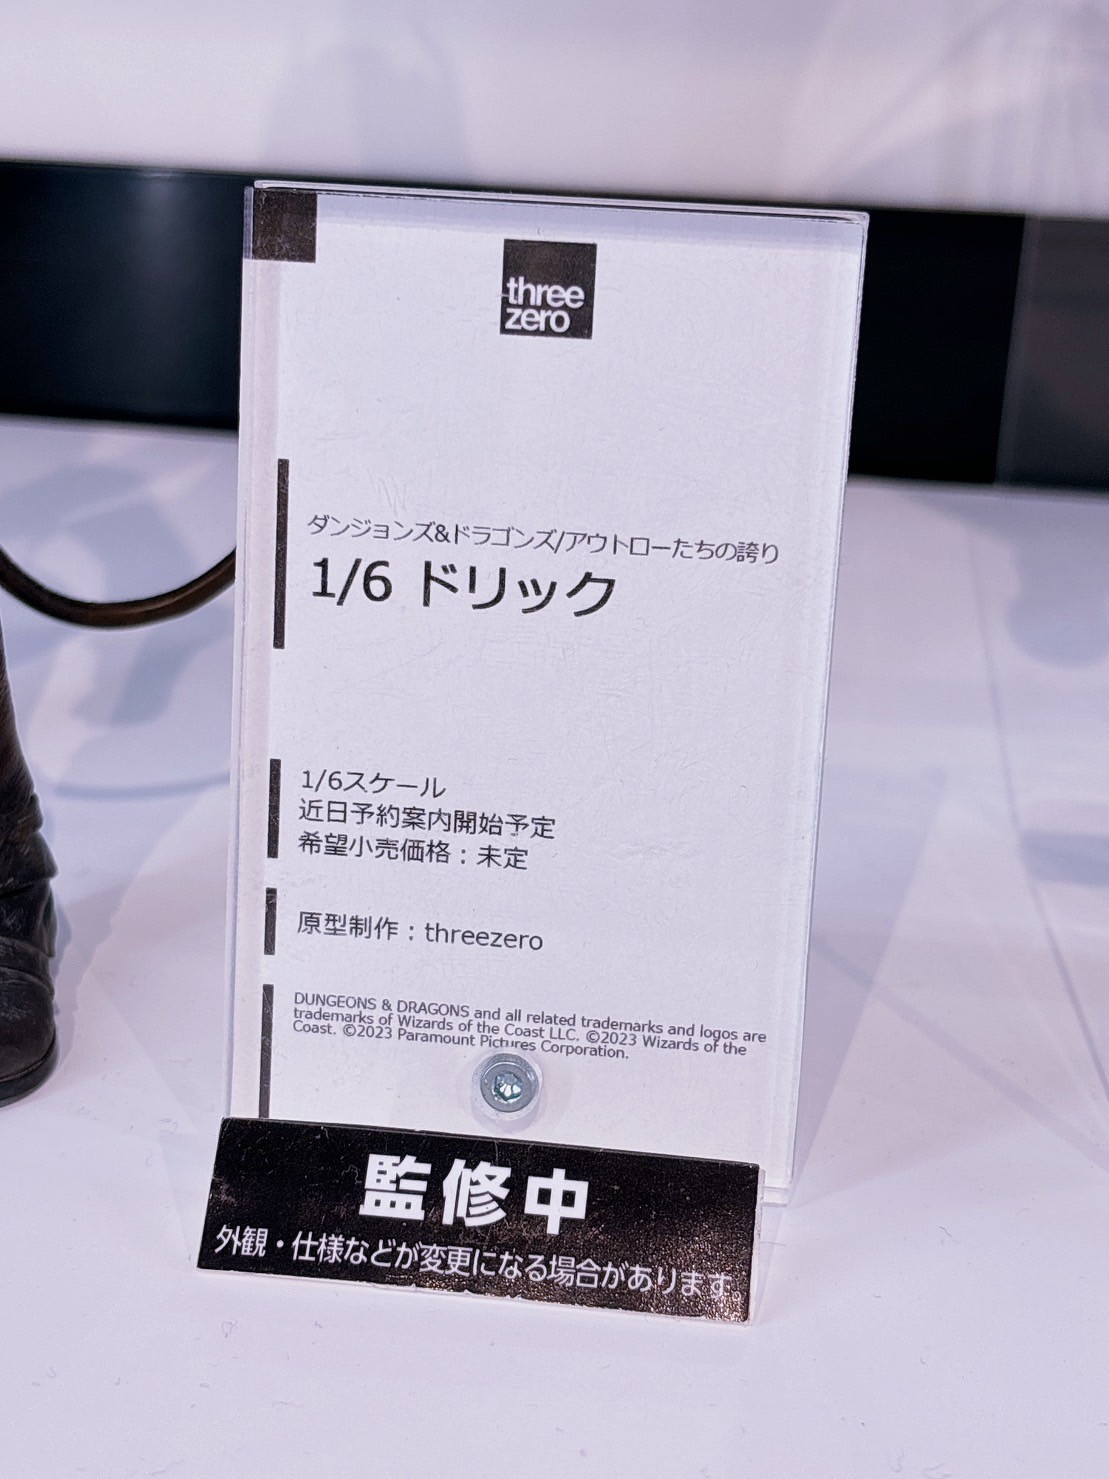 three
zero
ダンジョンズ&ドラゴンズ/アウトローたちの誇り
1/6 ドリック
1/6スケール
近日予約案内開始予定
希望小売価格：未定
原型制作：threezero
DUNGEONS & DRAGONS and all related trademarks and logos are
trademarks of Wizards of the Coast LLC. ©2023 Wizards of the
Coast. ©2023 Paramount Pictures Corporation.
監修中
外観・仕様などが変更になる場合があります。